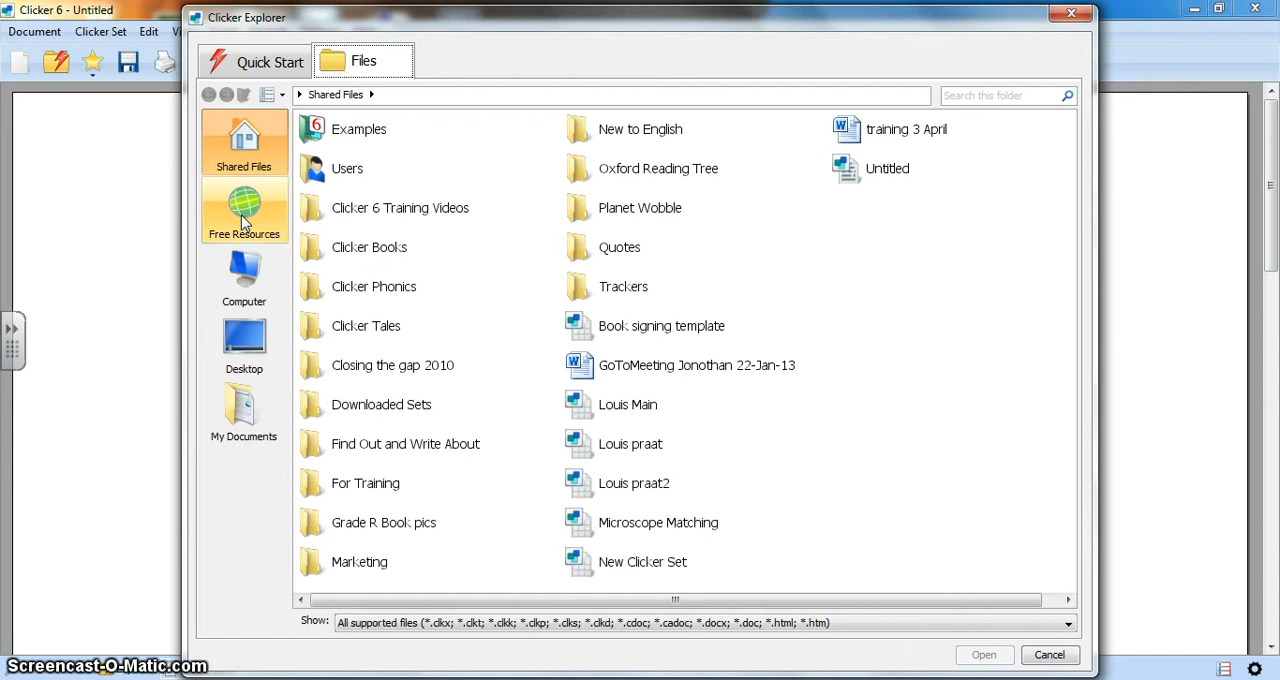 Clicker 6 - Untitled
Clicker Explorer
Document Clicker Set Edit
Quick Start
Files
Shared Files
Search this folder
Shared Files
Free Resources
Computer
Desktop
My Documents
6 Examples
Users
Clicker 6 Training Videos
Clicker Books
Clicker Phonics
Clicker Tales
Closing the gap 2010
Downloaded Sets
Find Out and Write About
For Training
Grade R Book pics
Marketing
New to English
Oxford Reading Tree
Planet Wobble
Quotes
Trackers
Book signing template
GoToMeeting Jonothan 22-Jan-13
Louis Main
Louis praat
Louis praat2
Microscope Matching
New Clicker Set
training 3 April
Untitled
Show: All supported files (*.clkx; *.clkt; *.clkk; *.clkp; *.clks; *.clkd; *.cdoc; *.cadoc; *.docx; *.doc; *.html; *.htm)
Open
Cancel
Screencast-O-Matic.com